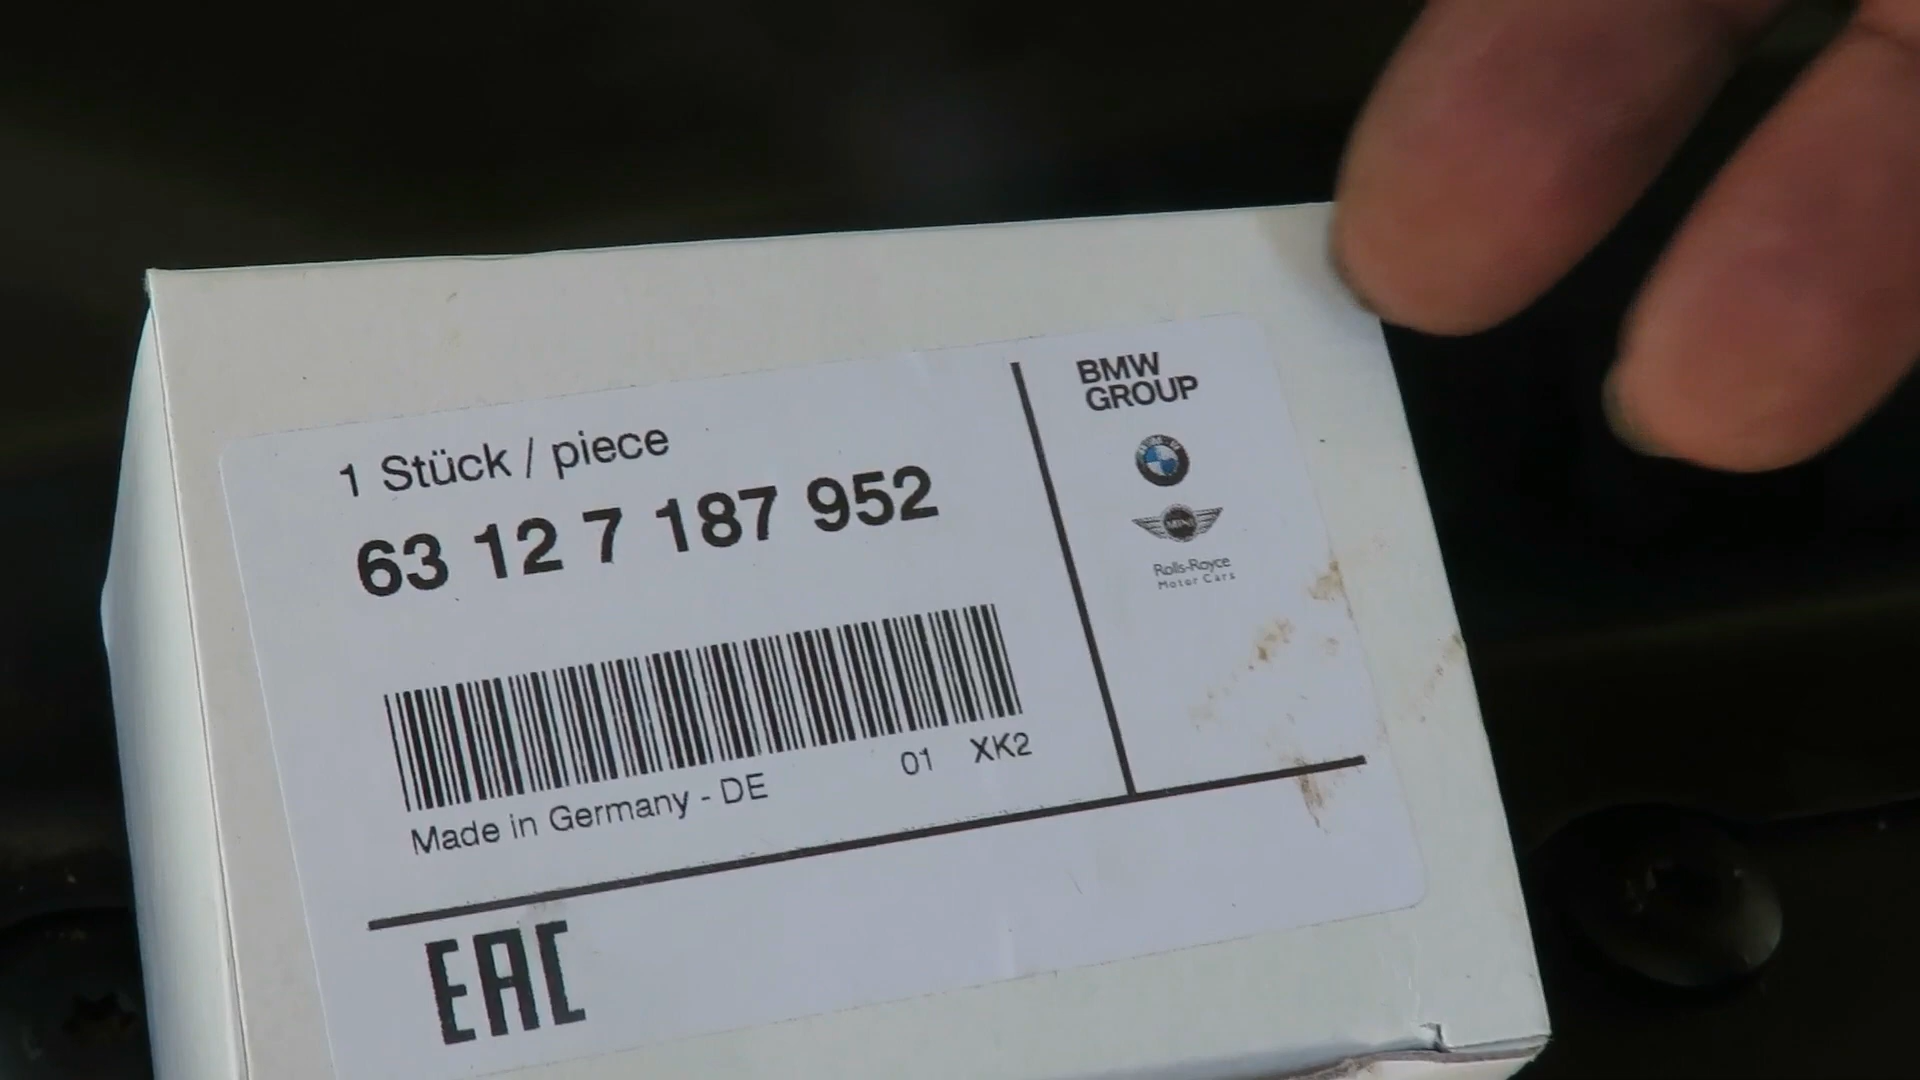 1 Stück / piece
63 12 7 187 952
Made in Germany - DE 01 XK2
EAC
BMW
GROUP
MINI
Rolls-Royce
Motor Cars